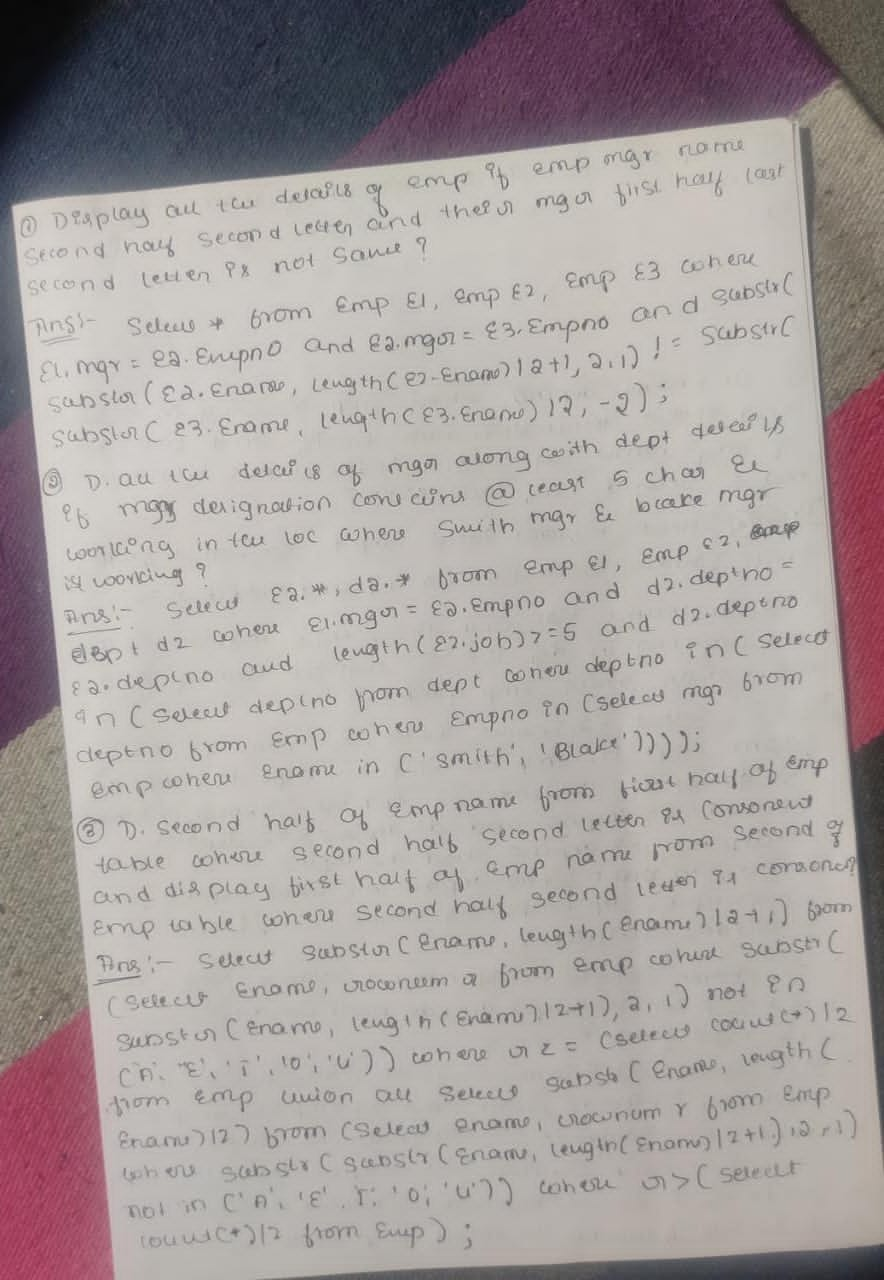 ① Display all the details of emp if emp mgr name
second half second letter and their mgr first half last
second letter is not same ?
Ans:- Select * from Emp E1, Emp E2, Emp E3 where
E1.mgr = E2.EmpnO and E2.mgr = E3.Empno and substr(
substr(E2.Ename, length(E2.Ename)/2+1,2,1) != substr(
substr(E3.Ename, length(E3.Ename)/2,-2);
② D. all the details of mgr along with dept details
if mgr designation contains @ least 5 char &
working in the loc where Smith mgr & blake mgr
is working ?
Ans:- Select E2.*, d2.* from emp E1, Emp E2,
dept d2 where E1.mgr = E2.Empno and d2.deptno =
E2.deptno and length(E2.job)>=5 and d2.deptno
in (select deptno from dept where deptno in (select
deptno from Emp where Empno in (select mgr from
emp where Ename in ('Smith','Blake'))));
③ D. second half of emp name from first half of Emp
table where second half second letter is consonent
and display first half of emp name from second of
Emp table where second half second letter is consonent?
Ans:- Select substr(Ename, length(Ename)/2+1) from
(select Ename, rownum r from emp where substr(
substr(Ename, length(Ename)/2+1),2,1) not in
('A','E','I','O','U')) where r<=(select count(*)/2
from Emp union all select substr(Ename, length(
Ename)/2) from (select Ename, rownum r from Emp
where substr(substr(Ename, length(Ename)/2+1),2,1)
not in ('A','E','I','O','U')) where r>(select
count(*)/2 from Emp);